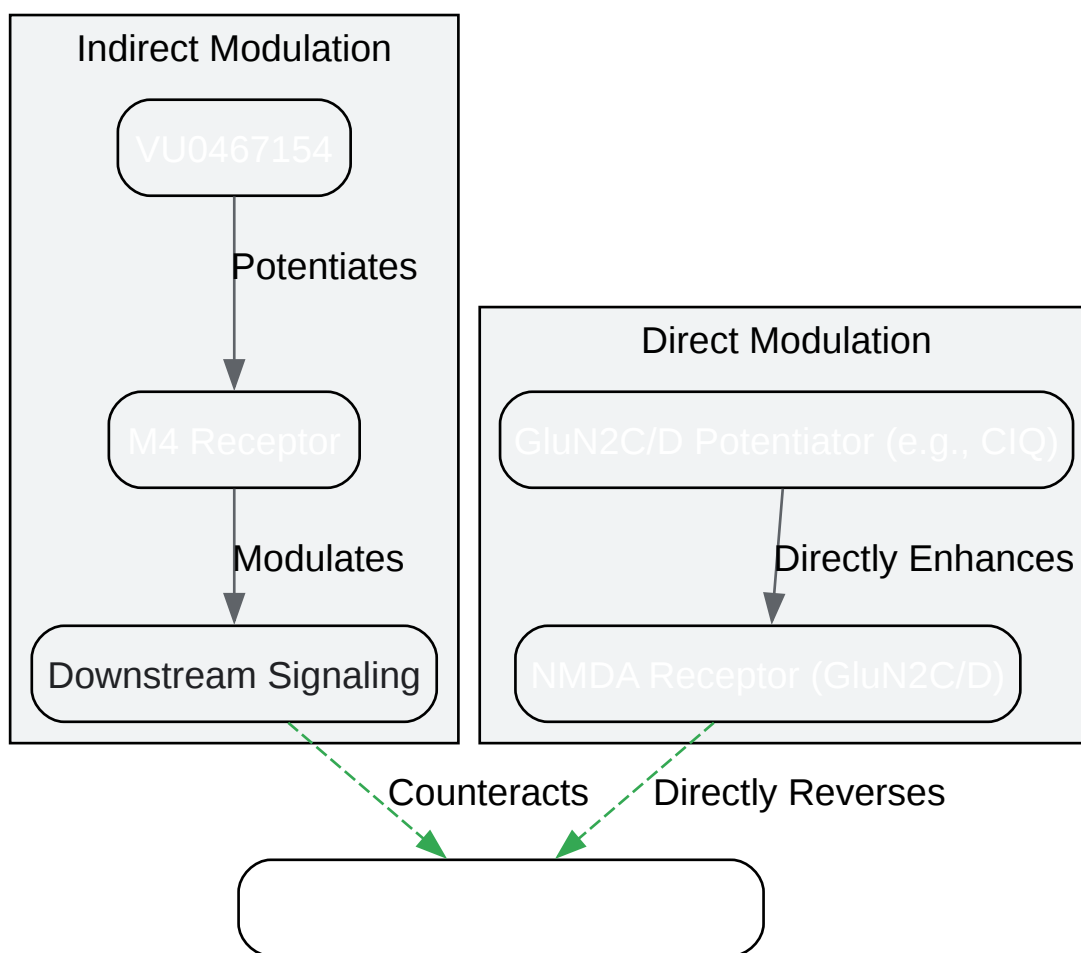 Indirect Modulation
VU0467154
Potentiates
Direct Modulation
M4 Receptor
GluN2C/D Potentiator (e.g., CIQ)
Modulates
Directly Enhances
Downstream Signaling
NMDA Receptor (GluN2C/D)
Counteracts
Directly Reverses